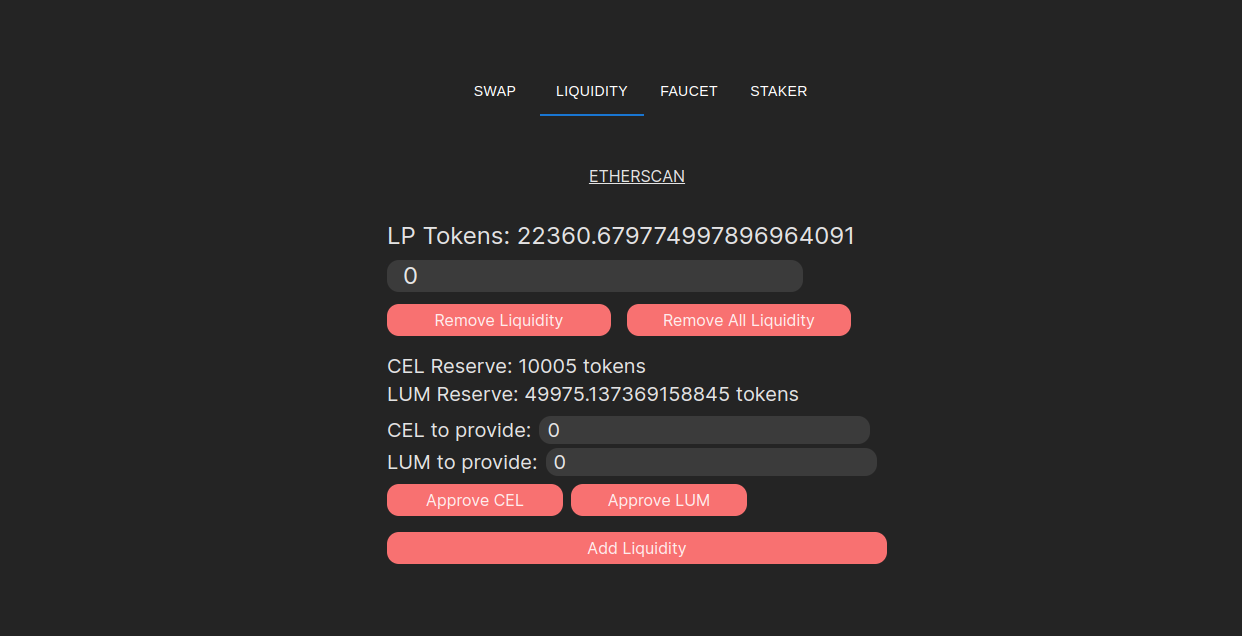 SWAP LIQUIDITY FAUCET STAKER
ETHERSCAN
LP Tokens: 22360.679774997896964091
0
Remove Liquidity Remove All Liquidity
CEL Reserve: 10005 tokens
LUM Reserve: 49975.137369158845 tokens
CEL to provide: 0
LUM to provide: 0
Approve CEL Approve LUM
Add Liquidity